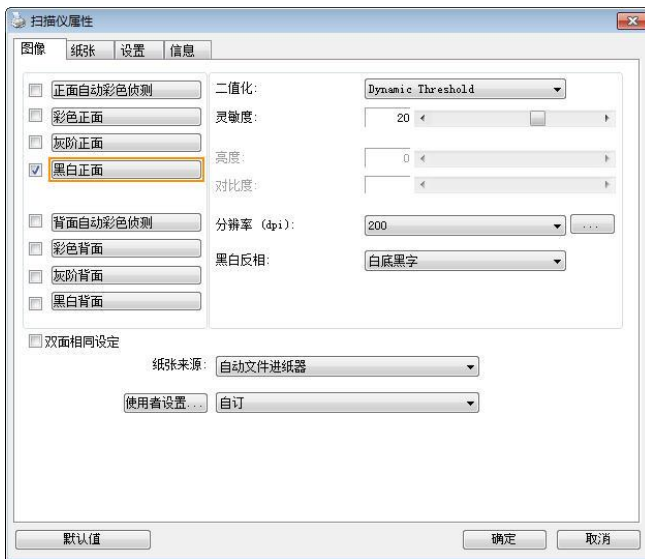 扫描仪属性
图像 纸张 设置 信息
正面自动彩色侦测
彩色正面
灰阶正面
黑白正面
背面自动彩色侦测
彩色背面
灰阶背面
黑白背面
二值化: Dynamic Threshold
灵敏度: 20
亮度: 0
对比度:
分辨率 (dpi): 200 ...
黑白反相: 白底黑字
双面相同设定
纸张来源: 自动文件进纸器
使用者设置... 自订
默认值 确定 取消